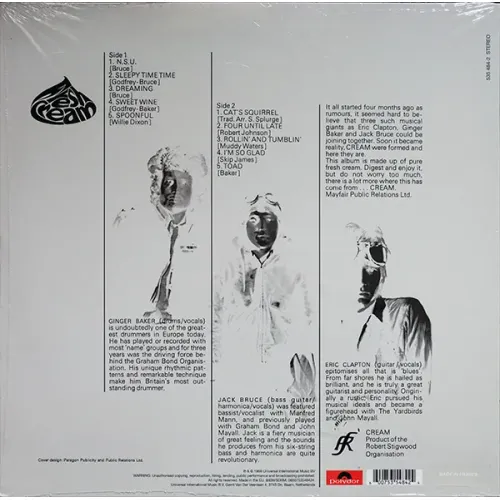 fresh
cream
Side 1
1. N.S.U.
[Bruce]
2. SLEEPY TIME TIME
[Godfrey-Bruce]
3. DREAMING
[Bruce]
4. SWEET WINE
[Godfrey-Baker]
5. SPOONFUL
[Willie Dixon]
Side 2
1. CAT'S SQUIRREL
[Trad. Arr. S. Splurge]
2. FOUR UNTIL LATE
[Robert Johnson]
3. ROLLIN' AND TUMBLIN'
[Muddy Waters]
4. I'M SO GLAD
[Skip James]
5. TOAD
[Baker]
It all started four months ago as
rumours; it seemed hard to be-
lieve that three such musical
giants as Eric Clapton, Ginger
Baker and Jack Bruce could be
joining together. Soon it became
reality, CREAM were formed and
here they are.
This album is made up of pure
fresh cream. Digest and enjoy it,
but do not worry too much,
there is a lot more where this has
come from . . . CREAM.
Mayfair Public Relations Ltd.
STEREO
GINGER BAKER (drums/vocals)
is undoubtedly one of the great-
est drummers in Europe today.
He has played or recorded with
most 'name' groups and for three
years was the driving force be-
hind the Graham Bond Organis-
ation. His unique rhythmic pat-
terns and remarkable technique
make him Britain's most out-
standing drummer.
JACK BRUCE (bass guitar/
harmonica/vocals) was featured
bassist/vocalist with Manfred
Mann, and previously played
with Graham Bond and John
Mayall. Jack is a fiery musician
of great feeling and the sounds
he produces from his six-string
bass and harmonica are quite
revolutionary.
ERIC CLAPTON (guitar/vocals)
epitomises all that is 'blues'.
From far shores he is hailed as
brilliant, and he is truly a great
guitarist and personality. Origin-
ally a rustic Eric pursued his
musical ideals and became a
figurehead with The Yardbirds
and John Mayall.
CREAM
Product of the
Robert Stigwood
Organisation
Cover design: Paragon Publicity and Public Relations Ltd.
Polydor